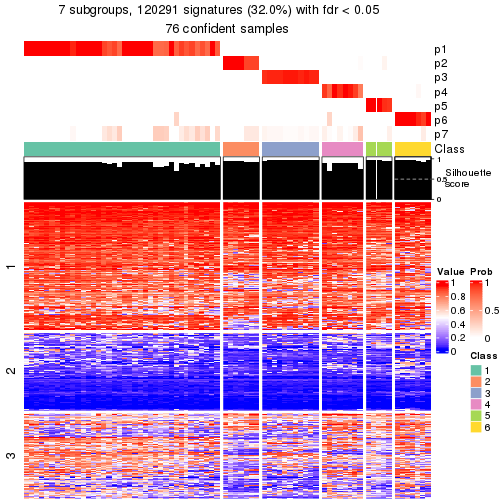 7 subgroups, 120291 signatures (32.0%) with fdr < 0.05
76 confident samples
p1
p2
p3
p4
p5
p6
p7
Class
1
0.5
0
Silhouette
score
1
2
3
Value
1
0.8
0.6
0.4
0.2
0
Prob
1
0.5
0
Class
1
2
3
4
5
6